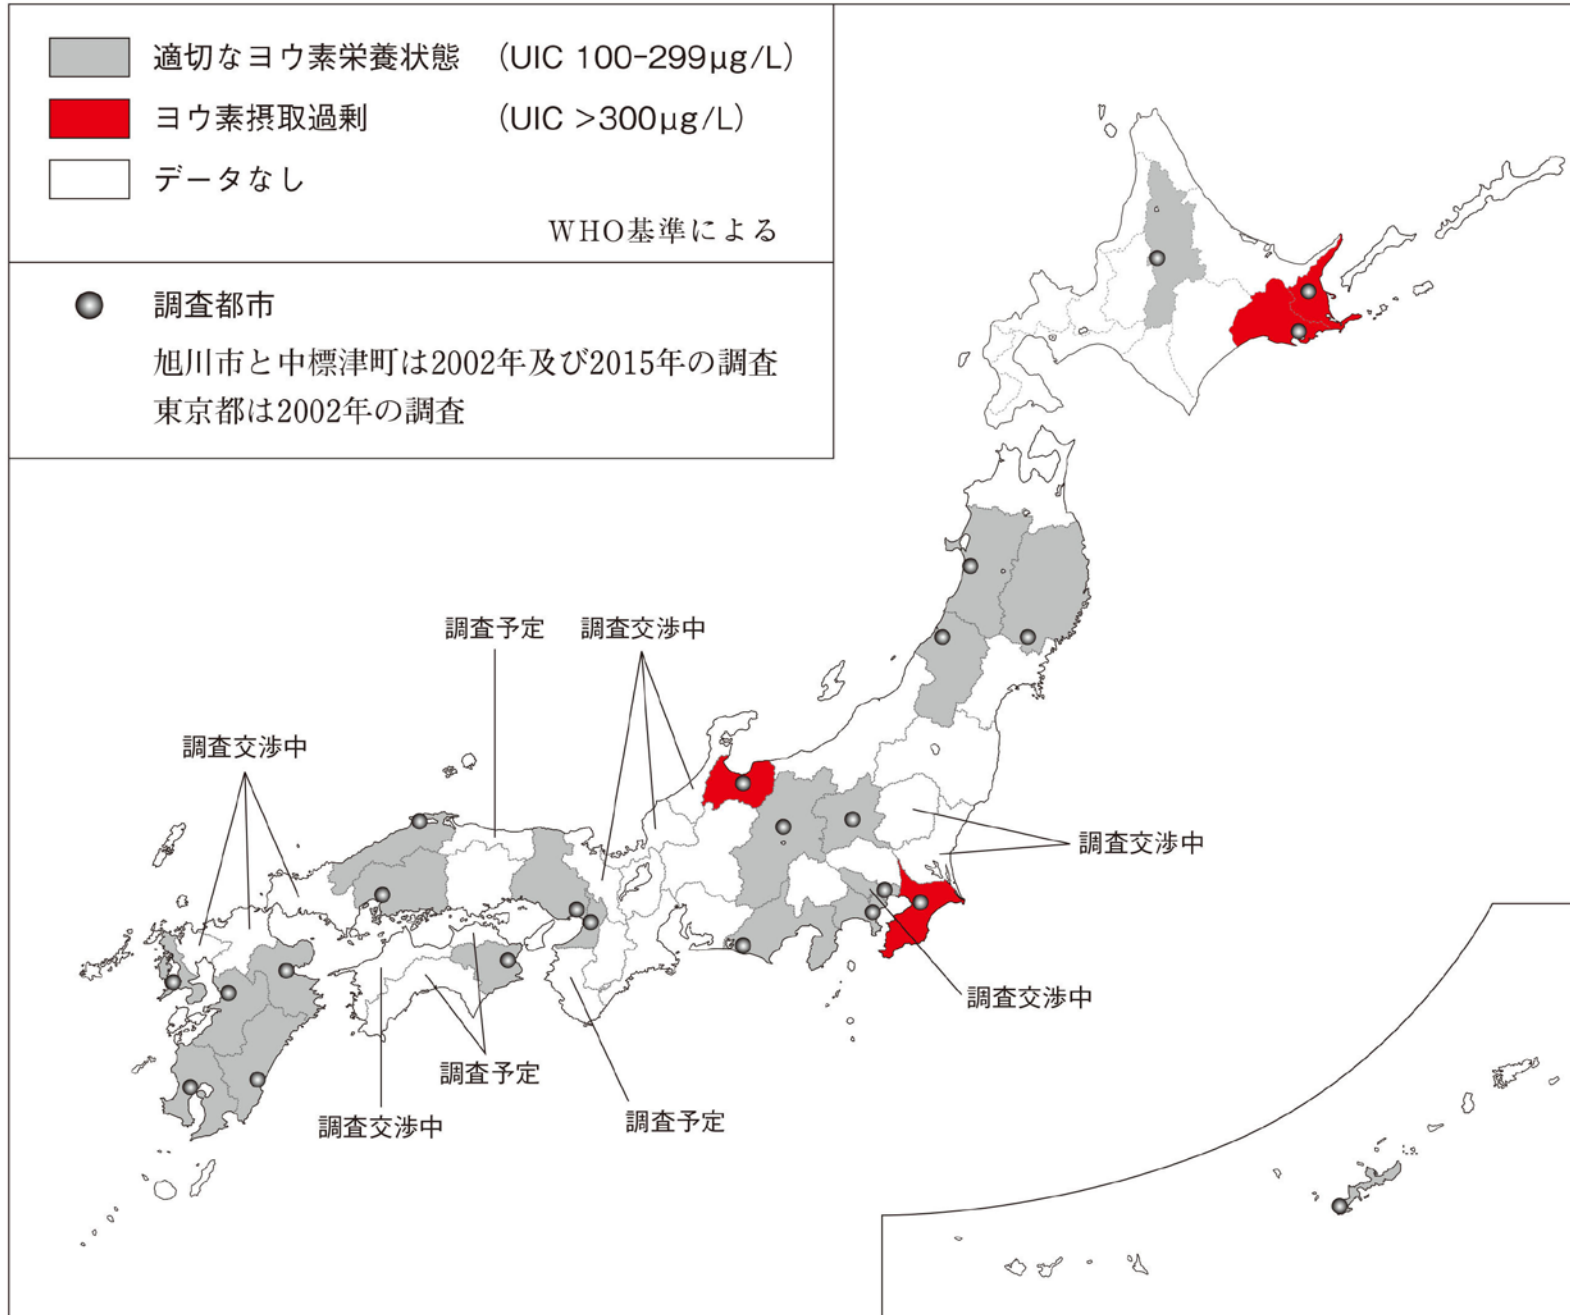 適切なヨウ素栄養状態 (UIC 100-299μg/L)
ヨウ素摂取過剰 (UIC >300μg/L)
データなし
WHO基準による
調査都市
旭川市と中標津町は2002年及び2015年の調査
東京都は2002年の調査
調査予定
調査交渉中
調査交渉中
調査交渉中
調査交渉中
調査予定
調査交渉中
調査予定